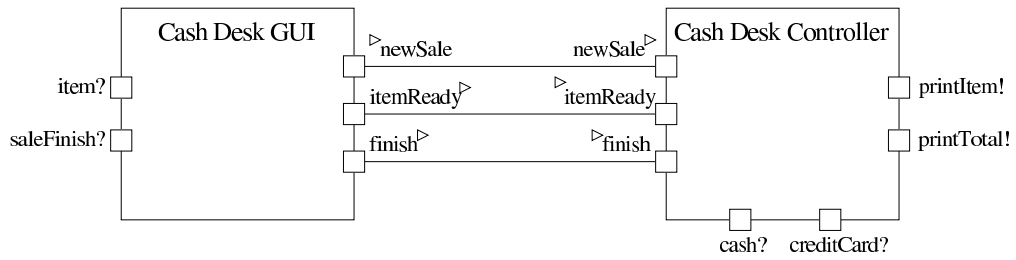 Cash Desk GUI
Cash Desk Controller
newSale
newSale
item?
itemReady
itemReady
printItem!
saleFinish?
finish
finish
printTotal!
cash?
creditCard?